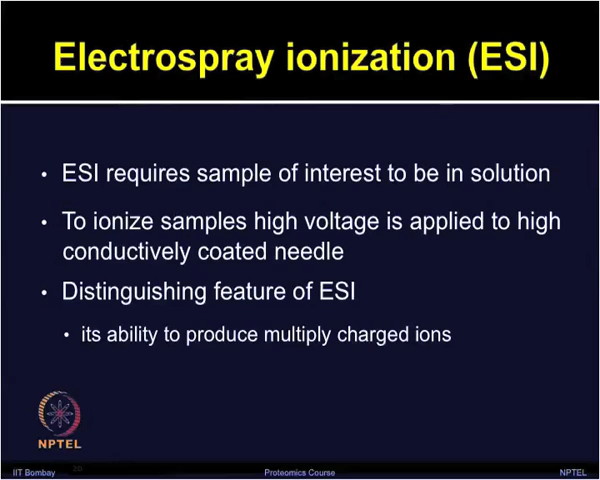 Electrospray ionization (ESI)
• ESI requires sample of interest to be in solution
• To ionize samples high voltage is applied to high
conductively coated needle
• Distinguishing feature of ESI
• its ability to produce multiply charged ions
NPTEL
IIT Bombay
Proteomics Course
NPTEL